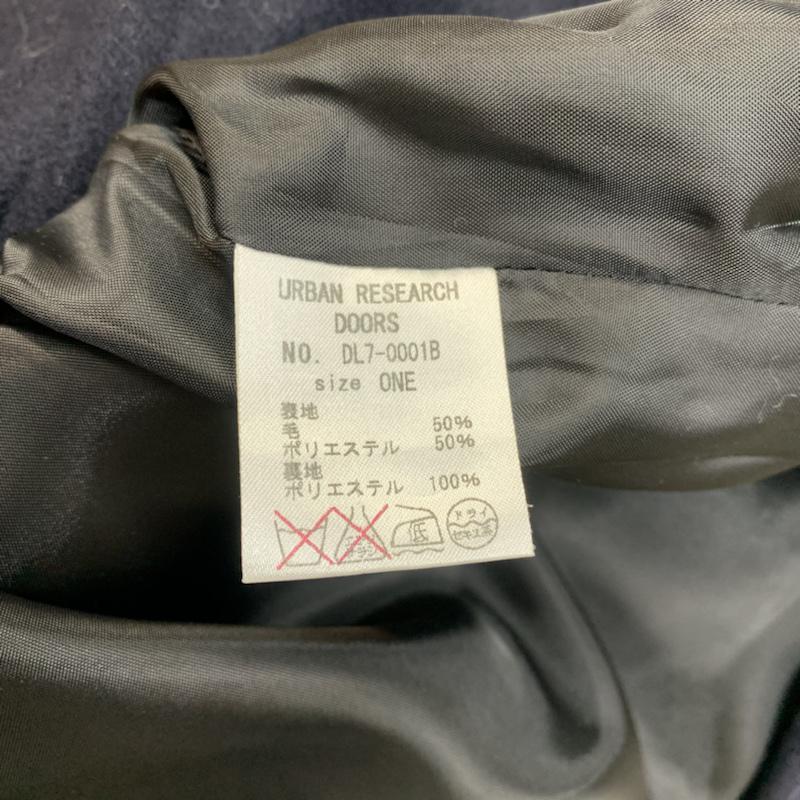 URBAN RESEARCH
DOORS
NO. DL7-0001B
size ONE
表地
毛 50%
ポリエステル 50%
裏地
ポリエステル 100%
低
ドライ
セキユ系